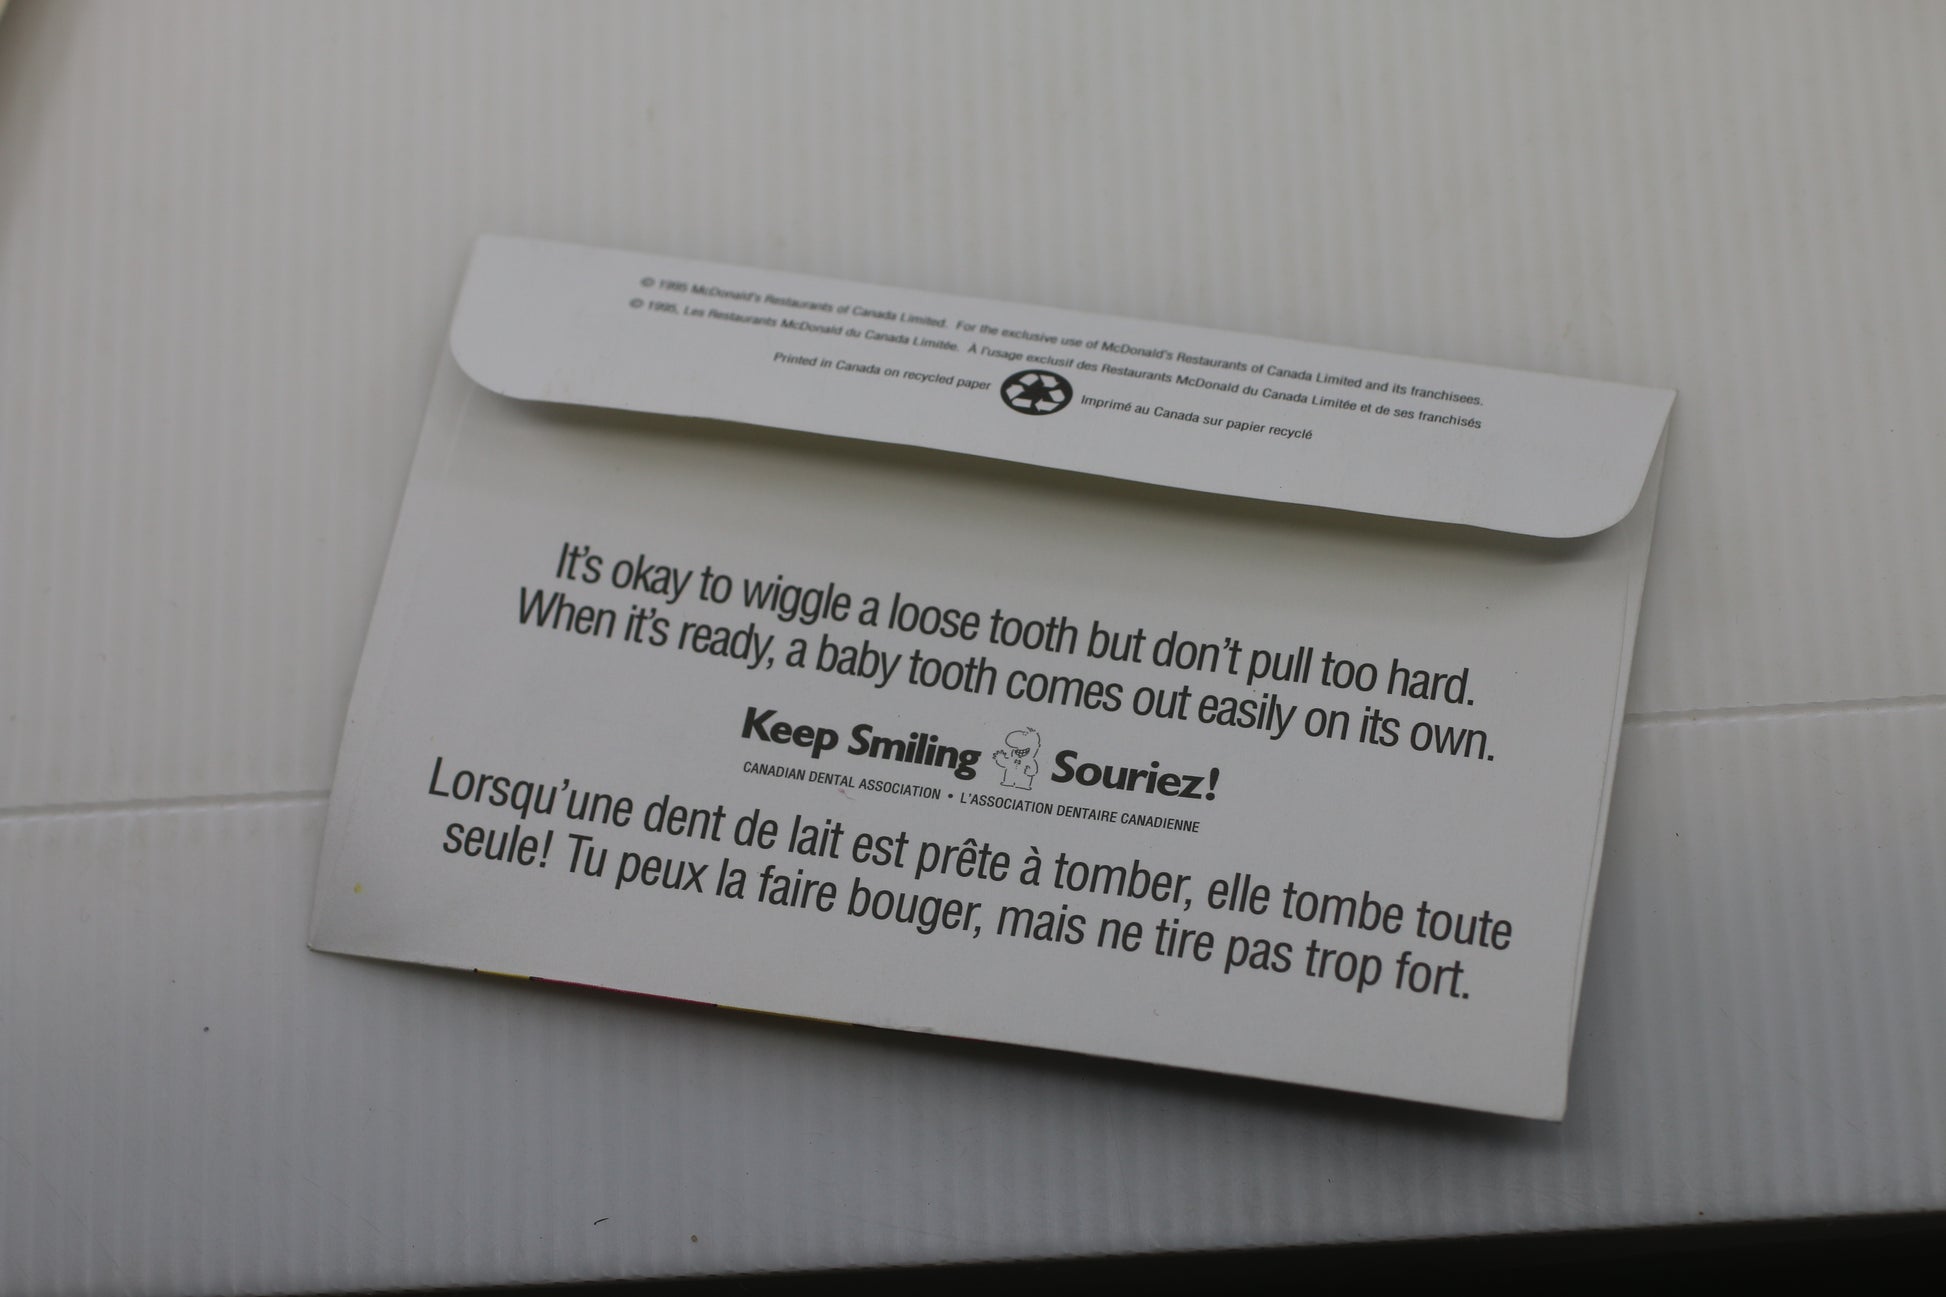 © 1995 McDonald's Restaurants of Canada Limited. For the exclusive use of McDonald's Restaurants of Canada Limited and its franchisees.
© 1995, Les Restaurants McDonald du Canada Limitée. À l'usage exclusif des Restaurants McDonald du Canada Limitée et de ses franchisés
Printed in Canada on recycled paper Imprimé au Canada sur papier recyclé
It's okay to wiggle a loose tooth but don't pull too hard.
When it's ready, a baby tooth comes out easily on its own.
Keep Smiling Souriez!
CANADIAN DENTAL ASSOCIATION • L'ASSOCIATION DENTAIRE CANADIENNE
Lorsqu'une dent de lait est prête à tomber, elle tombe toute
seule! Tu peux la faire bouger, mais ne tire pas trop fort.